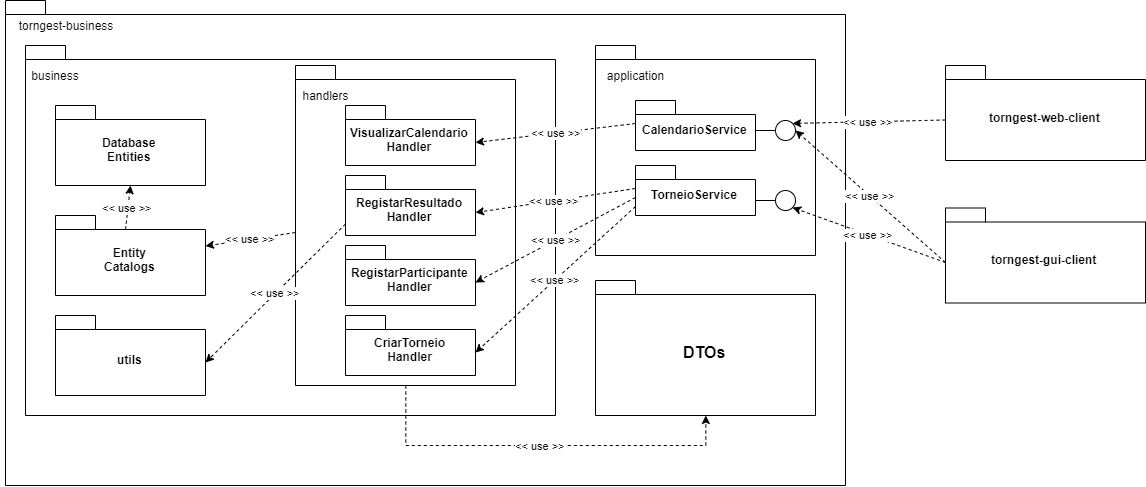 torngest-business
business
application
handlers
torngest-web-client
Database
Entities
VisualizarCalendario
Handler
<< use >>
CalendarioService
<< use >>
<< use >>
RegistarResultado
Handler
<< use >>
TorneioService
<< use >>
<< use >>
Entity
Catalogs
<< use >>
<< use >>
torngest-gui-client
RegistarParticipante
Handler
<< use >>
<< use >>
utils
CriarTorneio
Handler
DTOs
<< use >>